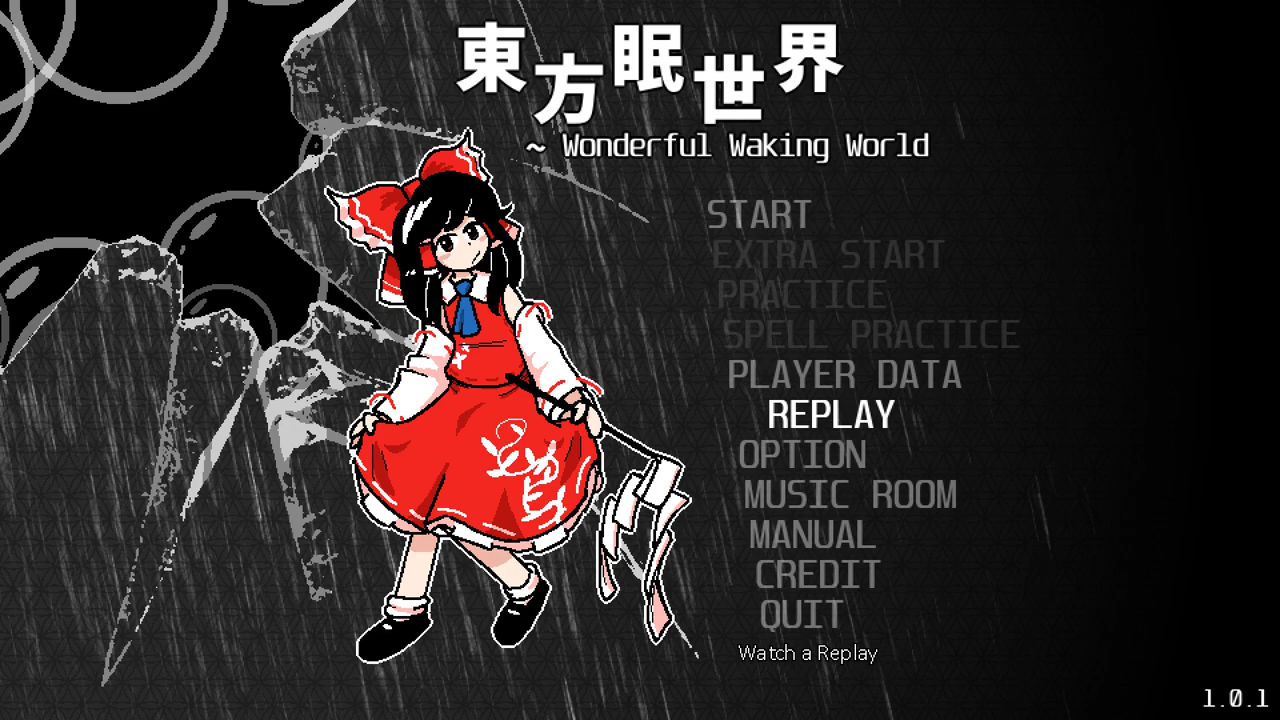 東方眠世界
~ Wonderful Waking World
START
EXTRA START
PRACTICE
SPELL PRACTICE
PLAYER DATA
REPLAY
OPTION
MUSIC ROOM
MANUAL
CREDIT
QUIT
Watch a Replay
1.0.1